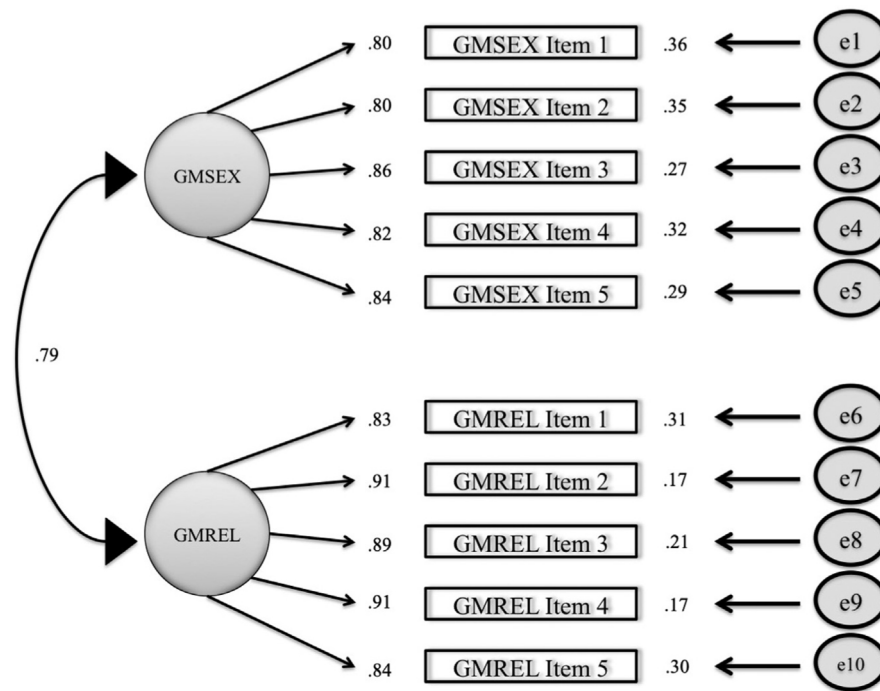 .80 GMSEX Item 1 .36 e1
.80 GMSEX Item 2 .35 e2
GMSEX .86 GMSEX Item 3 .27 e3
.82 GMSEX Item 4 .32 e4
.84 GMSEX Item 5 .29 e5
.79
.83 GMREL Item 1 .31 e6
.91 GMREL Item 2 .17 e7
GMREL .89 GMREL Item 3 .21 e8
.91 GMREL Item 4 .17 e9
.84 GMREL Item 5 .30 e10